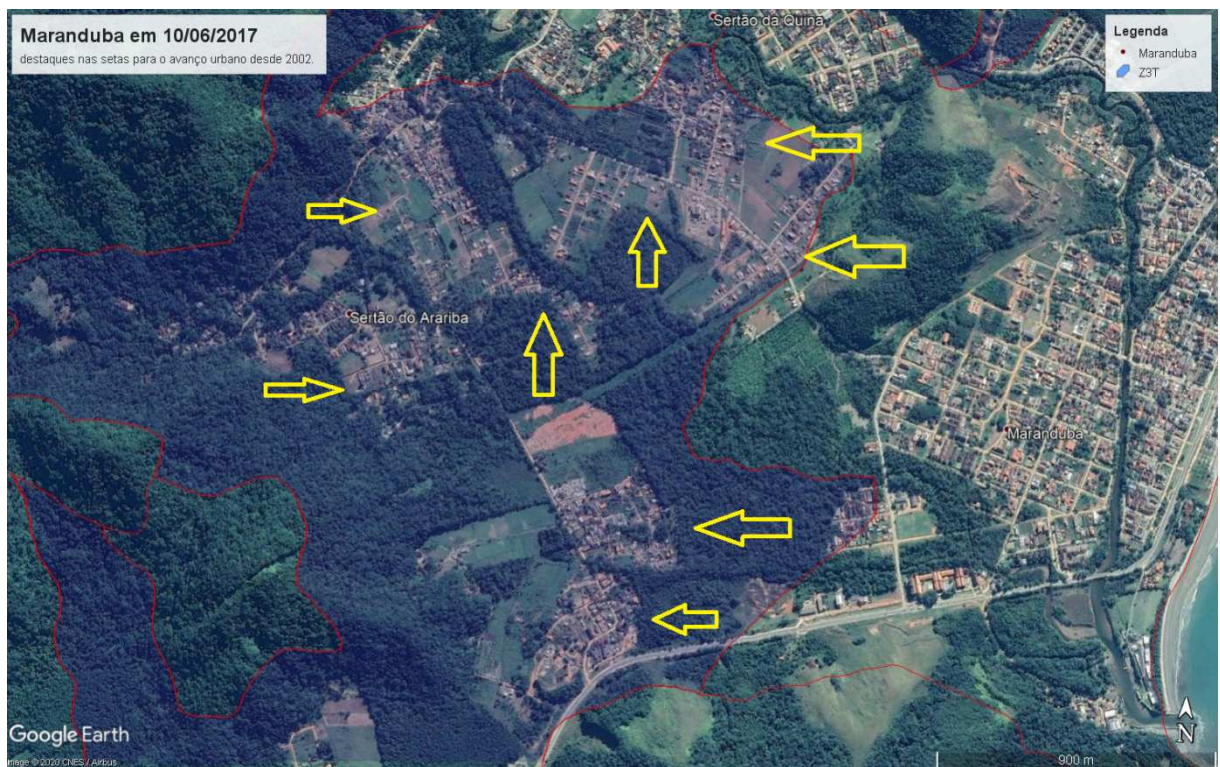 Maranduba em 10/06/2017
destaques nas setas para o avanço urbano desde 2002.
Sertão da Quina
Legenda
Maranduba
Z3T
Sertão do Arariba
Maranduba
Google Earth
Image © 2020 CNES / Airbus
900 m
N